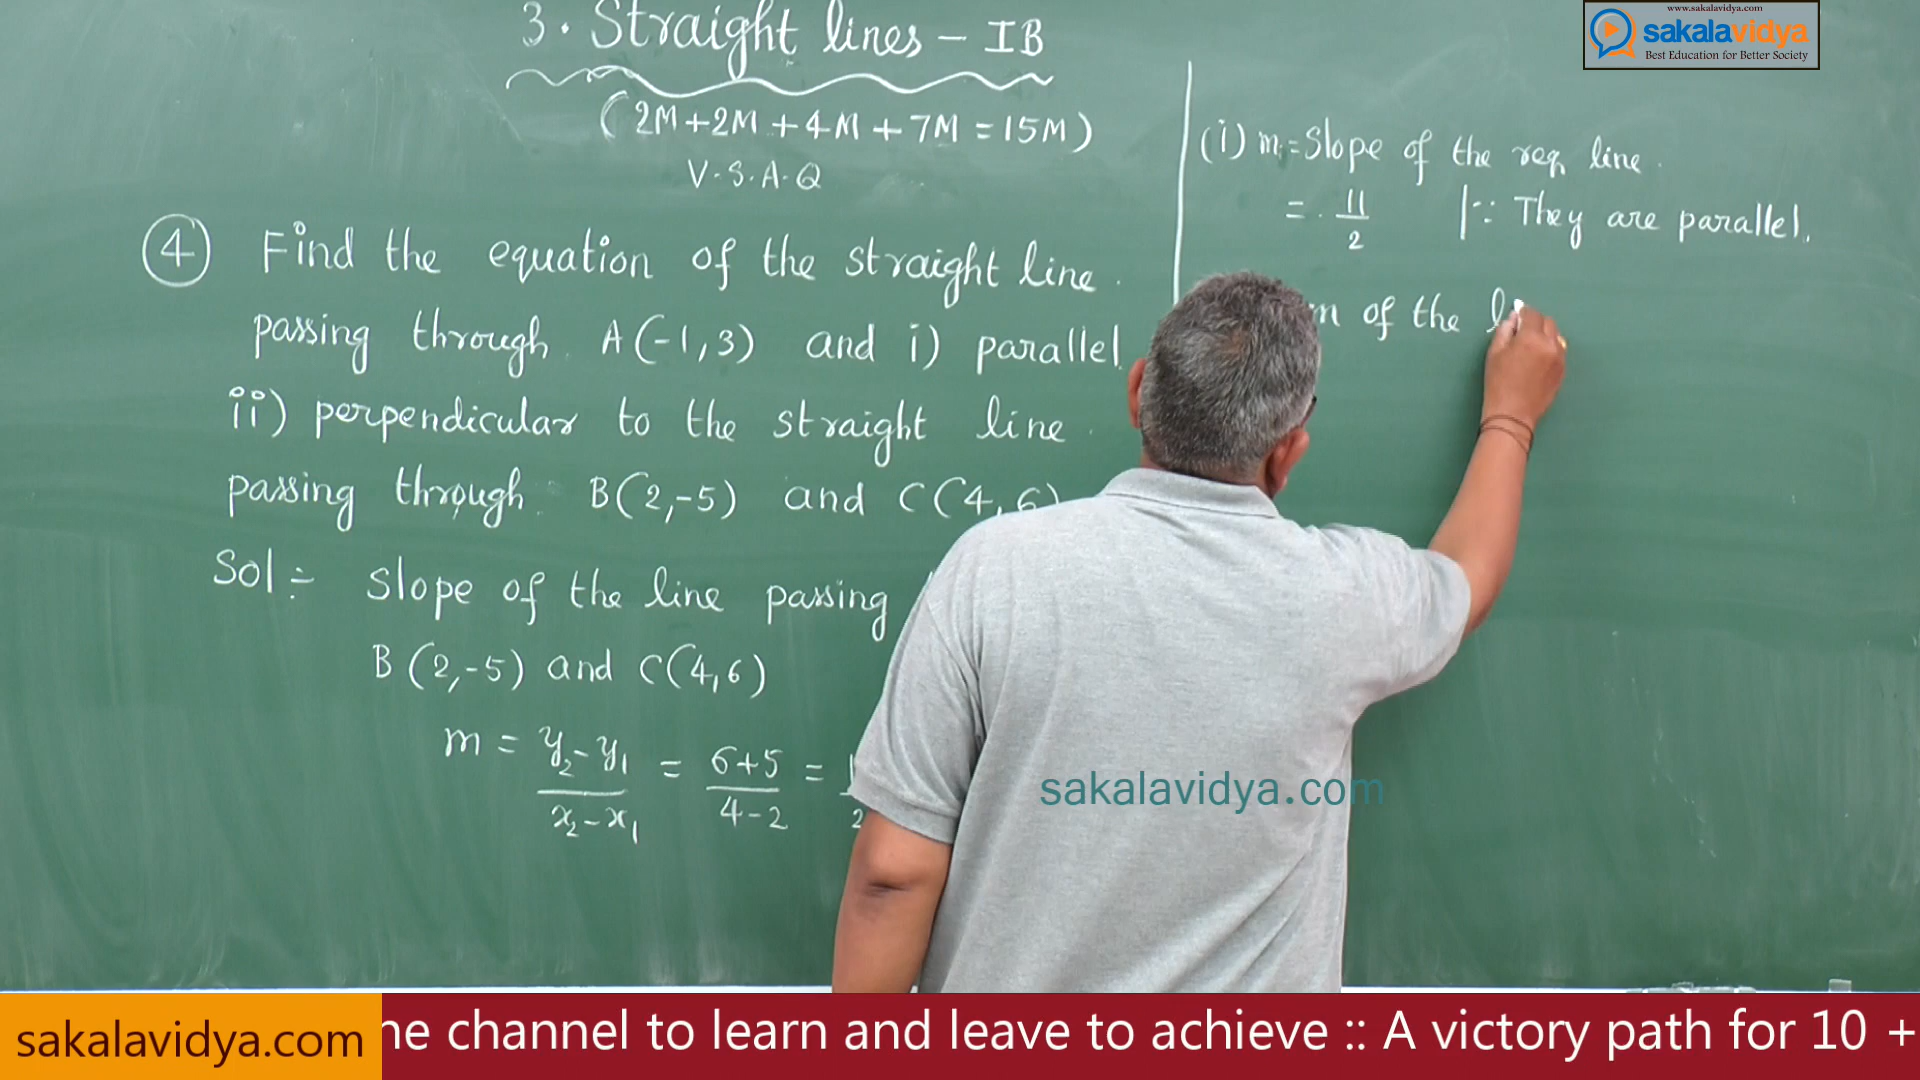 3. Straight lines – IB
(2M+2M+4M+7M=15M)
V.S.A.Q
4 Find the equation of the straight line
passing through A(-1,3) and i) parallel
ii) perpendicular to the straight line
passing through B(2,-5) and C(4,6)
Sol:- Slope of the line passing
B(2,-5) and C(4,6)
m = y₂-y₁/x₂-x₁ = 6+5/4-2 =
(i) m = Slope of the req line
= 11/2 |∵ They are parallel.
of the
www.sakalavidya.com
sakalavidya
Best Education for Better Society
sakalavidya.com
sakalavidya.com
he channel to learn and leave to achieve :: A victory path for 10 +